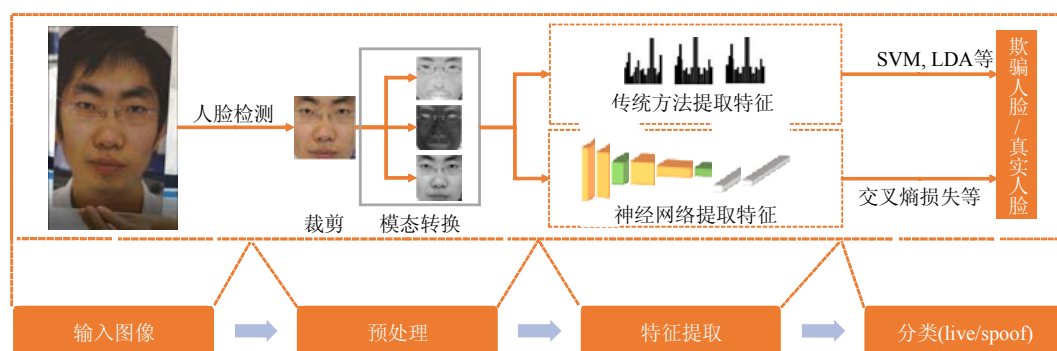 人脸检测
裁剪
模态转换
传统方法提取特征
神经网络提取特征
SVM, LDA等
交叉熵损失等
欺骗人脸/真实人脸
输入图像
预处理
特征提取
分类(live/spoof)